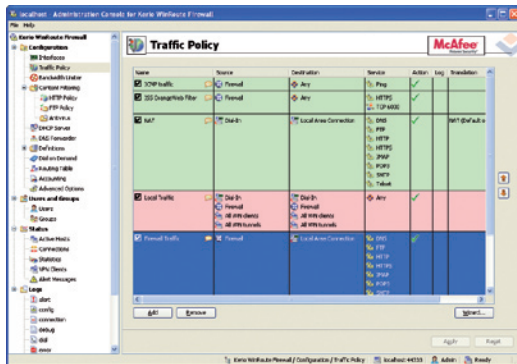 localhost - Administration Console for Kerio WinRoute Firewall
File Help
Kerio WinRoute Firewall
Configuration
Interfaces
Traffic Policy
Bandwidth Limiter
Content Filtering
HTTP Policy
FTP Policy
Antivirus
DHCP Server
DNS Forwarder
Definitions
Dial on Demand
Routing Table
Accounting
Advanced Options
Users and Groups
Users
Groups
Status
Active Hosts
Connections
Statistics
VPN Clients
Alert Messages
Logs
alert
config
connection
debug
dial
error
Traffic Policy
McAfee
Name Source Destination Service Action Log Translation
ICMP traffic Firewall Any Ping
ISS OrangeWeb Filter Firewall Any HTTPS
TCP 6000
NAT Dial-In Local Area Connection DNS NAT (Default o
FTP
HTTP
HTTPS
IMAP
POP3
SMTP
Telnet
Local Traffic Dial-In Dial-In Any
Firewall Firewall
All VPN clients All VPN clients
All VPN tunnels All VPN tunnels
Firewall Traffic Firewall Local Area Connection DNS
FTP
HTTP
HTTPS
IMAP
POP3
SMTP
Add Remove Wizard...
Apply Reset
Kerio WinRoute Firewall / Configuration / Traffic Policy localhost:44333 Admin Ready